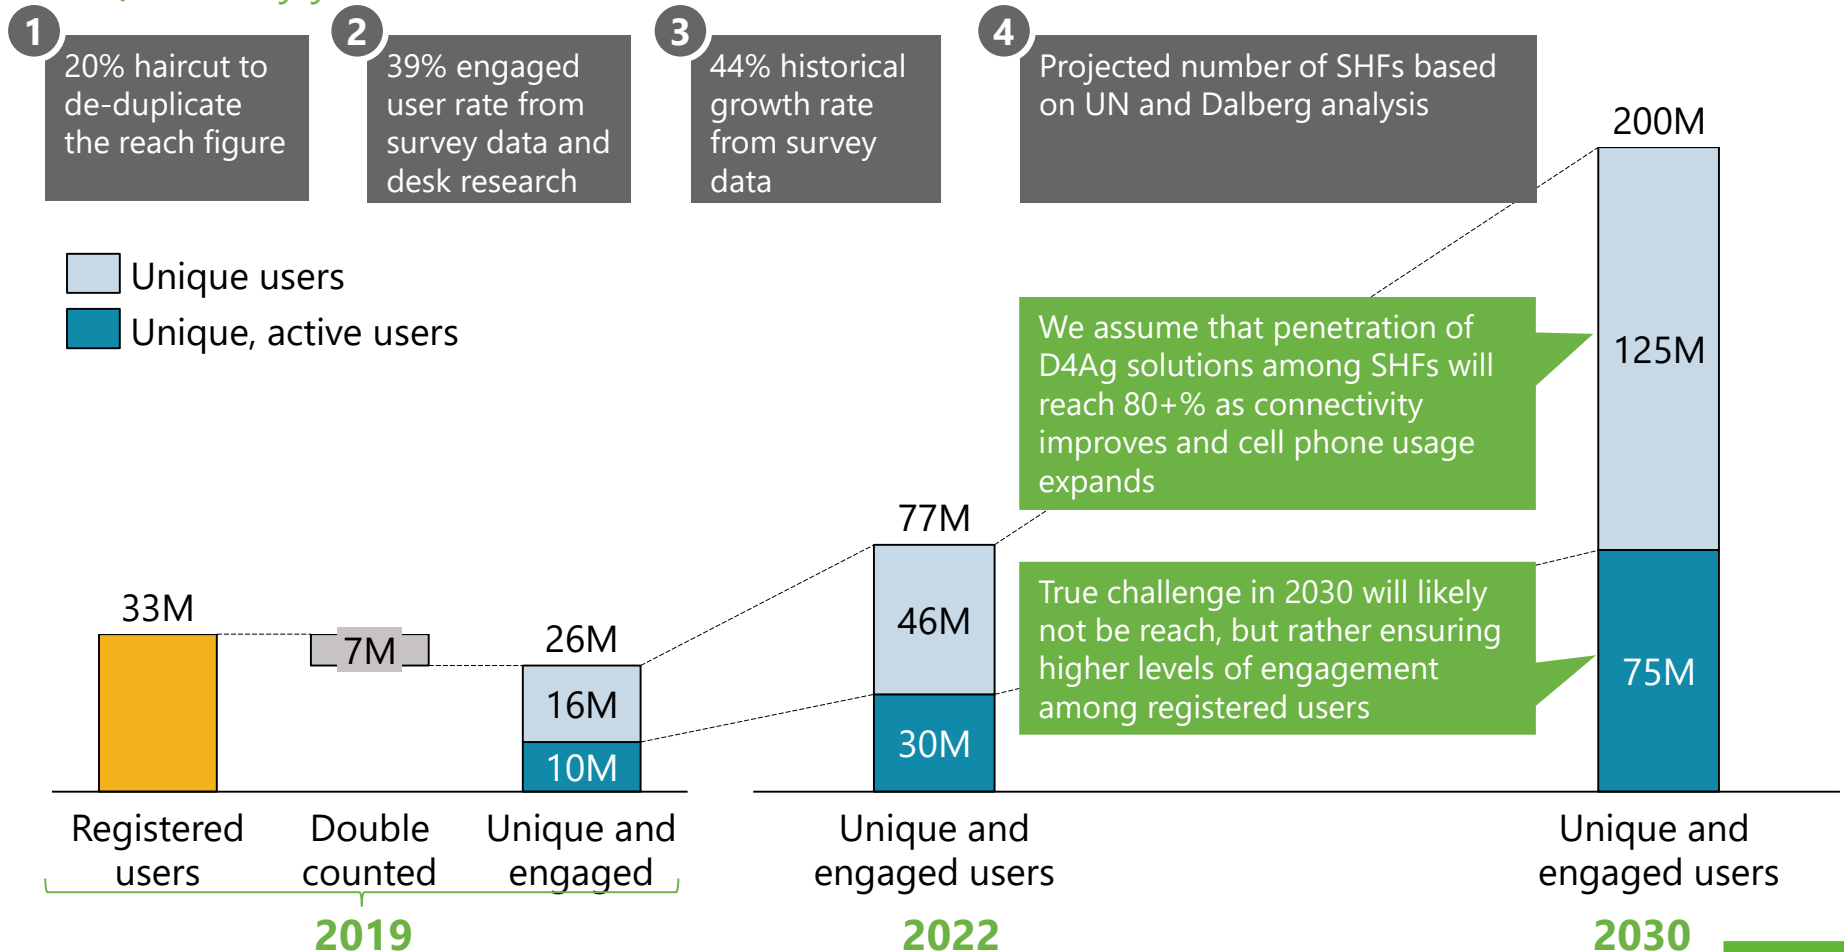 1
20% haircut to
de-duplicate
the reach figure
2
39% engaged
user rate from
survey data and
desk research
3
44% historical
growth rate
from survey
data
4
Projected number of SHFs based
on UN and Dalberg analysis
Unique users
Unique, active users
We assume that penetration of
D4Ag solutions among SHFs will
reach 80+% as connectivity
improves and cell phone usage
expands
True challenge in 2030 will likely
not be reach, but rather ensuring
higher levels of engagement
among registered users
33M
7M
26M
16M
10M
77M
46M
30M
200M
125M
75M
Registered
users
Double
counted
Unique and
engaged
Unique and
engaged users
Unique and
engaged users
2019
2022
2030